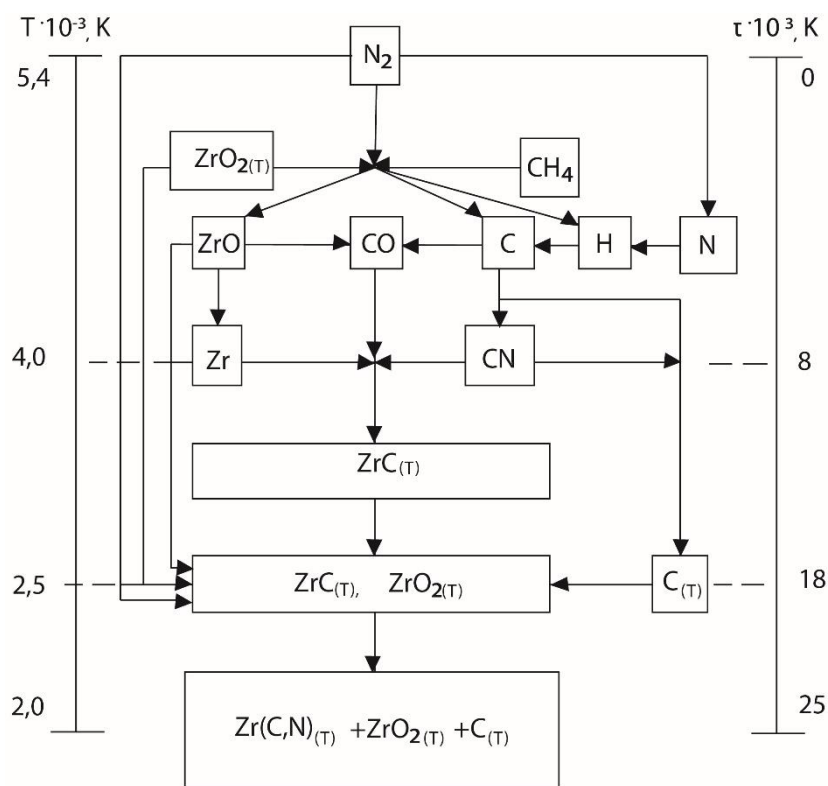 T ·10⁻³, K
τ ·10³, K
N₂
5,4
0
ZrO₂(T)
CH₄
ZrO
CO
C
H
N
4,0
Zr
CN
8
ZrC(T)
2,5
ZrC(T),    ZrO₂(T)
C(T)
18
2,0
Zr(C,N)(T) +ZrO₂(T) +C(T)
25